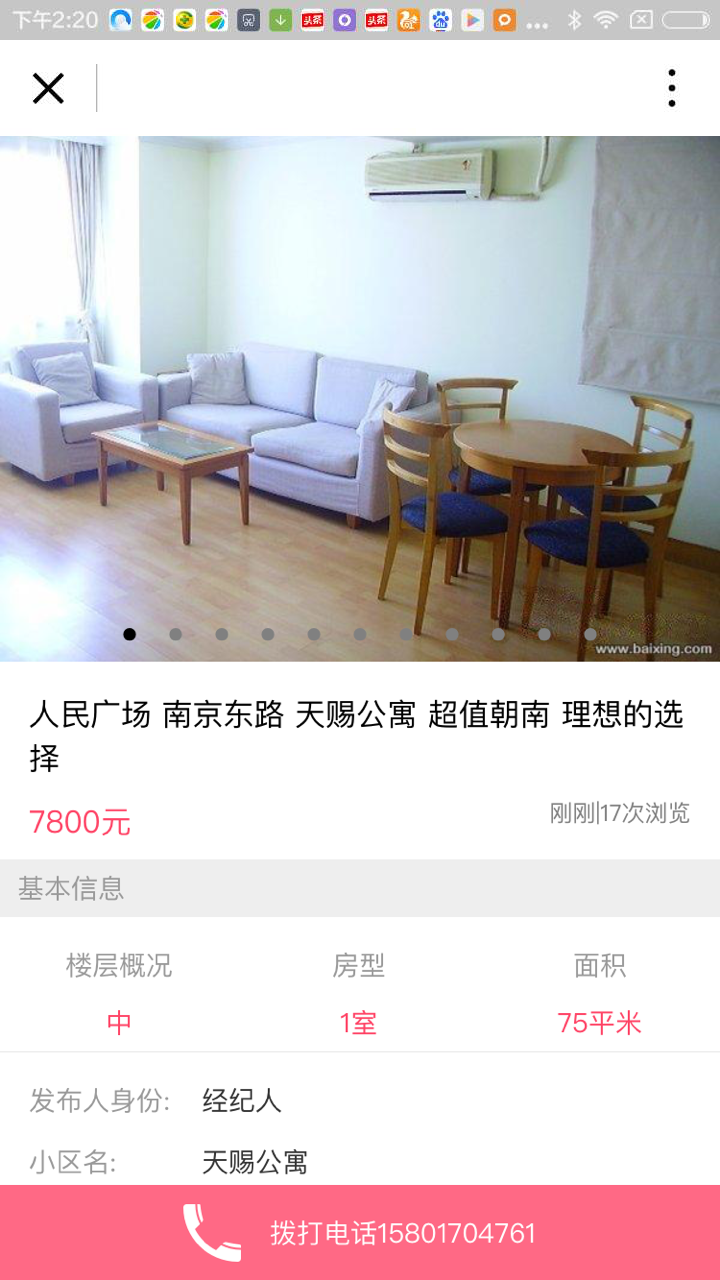 下午2:20
头条
头条
www.baixing.com
人民广场 南京东路 天赐公寓 超值朝南 理想的选
择
7800元
刚刚|17次浏览
基本信息
楼层概况
房型
面积
中
1室
75平米
发布人身份:
经纪人
小区名:
天赐公寓
拨打电话15801704761